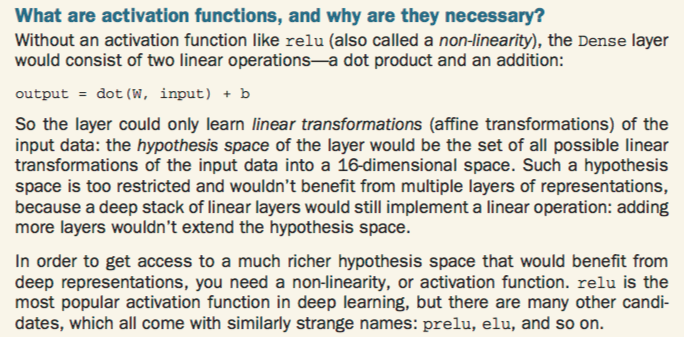 What are activation functions, and why are they necessary?
Without an activation function like relu (also called a non-linearity), the Dense layer
would consist of two linear operations—a dot product and an addition:
output = dot(W, input) + b
So the layer could only learn linear transformations (affine transformations) of the
input data: the hypothesis space of the layer would be the set of all possible linear
transformations of the input data into a 16-dimensional space. Such a hypothesis
space is too restricted and wouldn't benefit from multiple layers of representations,
because a deep stack of linear layers would still implement a linear operation: adding
more layers wouldn't extend the hypothesis space.
In order to get access to a much richer hypothesis space that would benefit from
deep representations, you need a non-linearity, or activation function. relu is the
most popular activation function in deep learning, but there are many other candi-
dates, which all come with similarly strange names: prelu, elu, and so on.